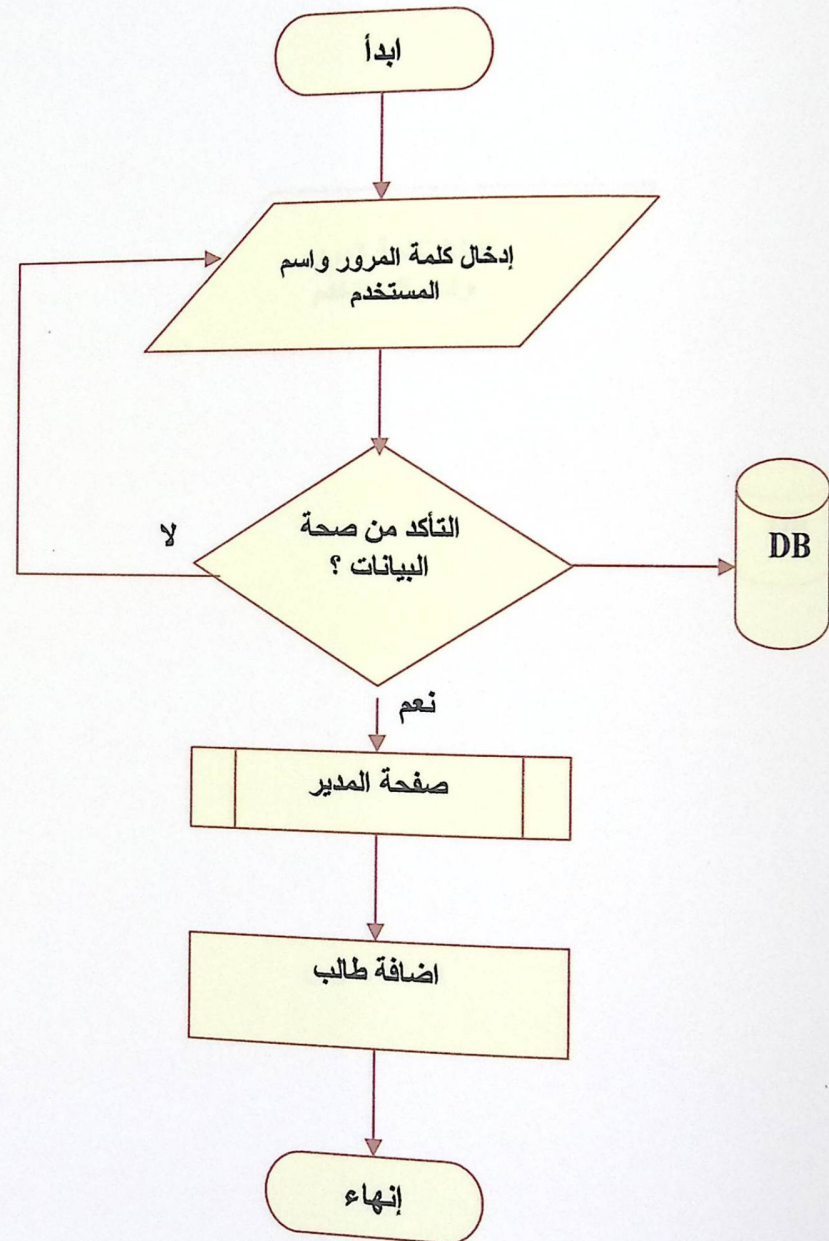 ابدأ
إدخال كلمة المرور واسم
المستخدم
التأكد من صحة
البيانات ؟
لا
DB
نعم
صفحة المدير
اضافة طالب
إنهاء